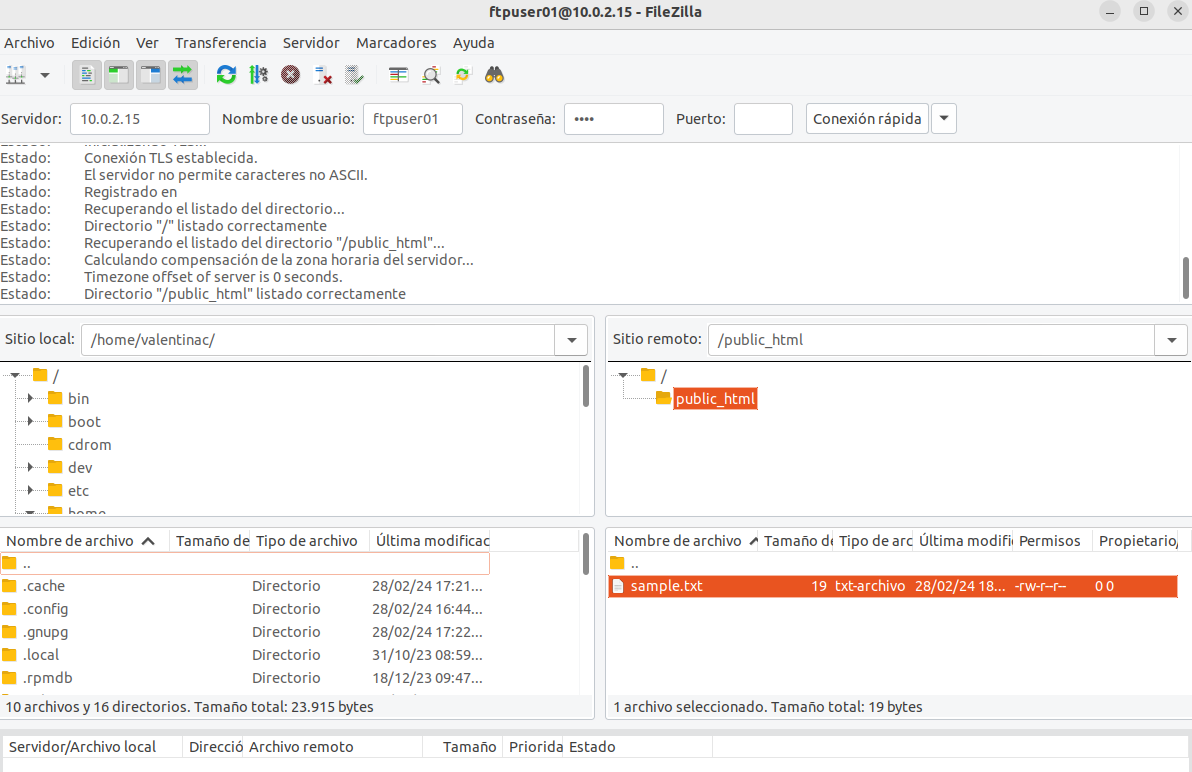 ftpuser01@10.0.2.15 - FileZilla
Archivo Edición Ver Transferencia Servidor Marcadores Ayuda
Servidor: 10.0.2.15 Nombre de usuario: ftpuser01 Contraseña: •••• Puerto: Conexión rápida
Estado: Conexión TLS establecida.
Estado: El servidor no permite caracteres no ASCII.
Estado: Registrado en
Estado: Recuperando el listado del directorio...
Estado: Directorio "/" listado correctamente
Estado: Recuperando el listado del directorio "/public_html"...
Estado: Calculando compensación de la zona horaria del servidor...
Estado: Timezone offset of server is 0 seconds.
Estado: Directorio "/public_html" listado correctamente
Sitio local: /home/valentinac/
/
bin
boot
cdrom
dev
etc
home
Sitio remoto: /public_html
/
public_html
Nombre de archivo Tamaño de Tipo de archivo Última modificac
..
.cache Directorio 28/02/24 17:21...
.config Directorio 28/02/24 16:44...
.gnupg Directorio 28/02/24 17:22...
.local Directorio 31/10/23 08:59...
.rpmdb Directorio 18/12/23 09:47...
10 archivos y 16 directorios. Tamaño total: 23.915 bytes
Nombre de archivo Tamaño de Tipo de arc Última modifi Permisos Propietario/
..
sample.txt 19 txt-archivo 28/02/24 18... -rw-r--r-- 0 0
1 archivo seleccionado. Tamaño total: 19 bytes
Servidor/Archivo local Direcció Archivo remoto Tamaño Priorida Estado